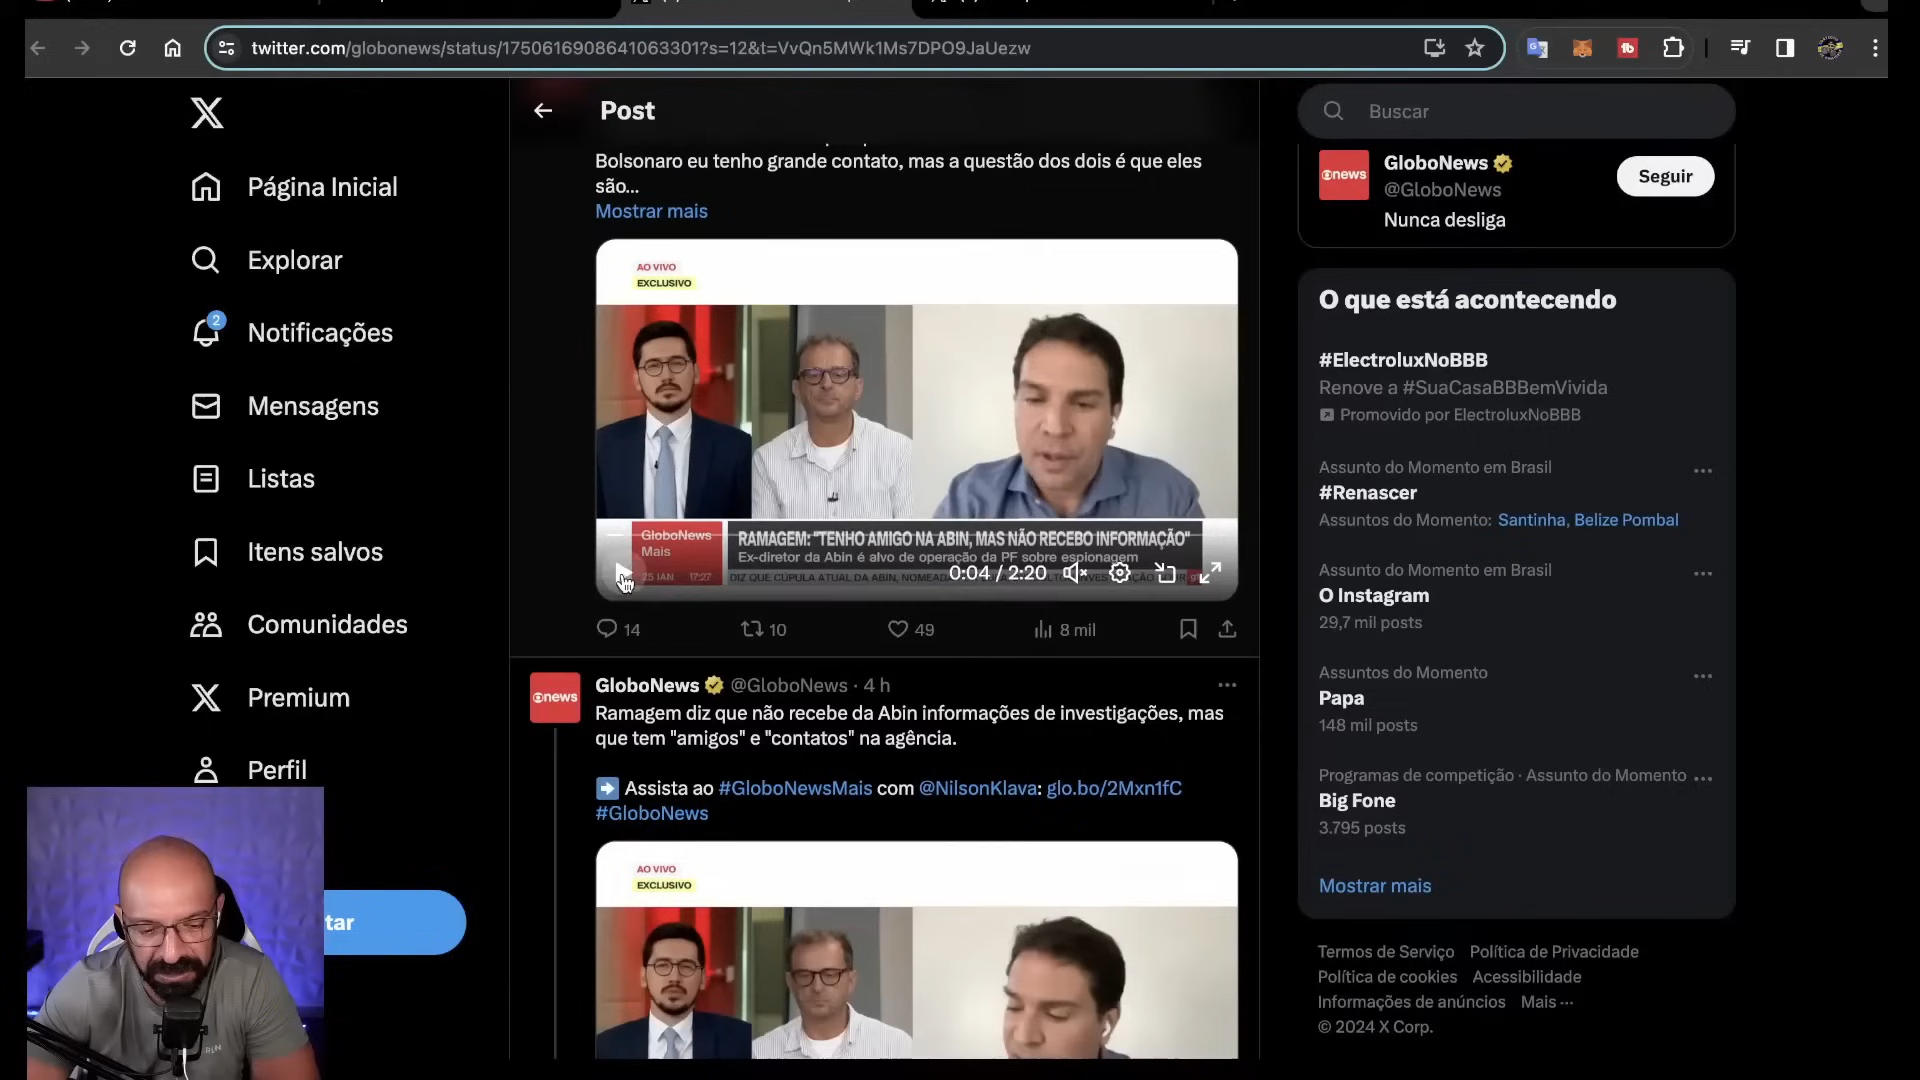 twitter.com/globonews/status/1750616908641063301?s=12&t=VvQn5MWk1Ms7DPO9JaUezw
Post
Buscar
Página Inicial
Explorar
2
Notificações
Mensagens
Listas
Itens salvos
Comunidades
Premium
Perfil
tar
Bolsonaro eu tenho grande contato, mas a questão dos dois é que eles
são...
Mostrar mais
AO VIVO
EXCLUSIVO
GloboNews
Mais
25 JAN 17:27
RAMAGEM: "TENHO AMIGO NA ABIN, MAS NÃO RECEBO INFORMAÇÃO"
Ex-diretor da Abin é alvo de operação da PF sobre espionagem
DIZ QUE CÚPULA ATUAL DA ABIN,
0:04 / 2:20
14
10
49
8 mil
news
GloboNews @GloboNews · 4 h
Ramagem diz que não recebe da Abin informações de investigações, mas
que tem "amigos" e "contatos" na agência.
Assista ao #GloboNewsMais com @NilsonKlava: glo.bo/2Mxn1fC
#GloboNews
AO VIVO
EXCLUSIVO
news
GloboNews
@GloboNews
Seguir
Nunca desliga
O que está acontecendo
#ElectroluxNoBBB
Renove a #SuaCasaBBBemVivida
Promovido por ElectroluxNoBBB
Assunto do Momento em Brasil
#Renascer
Assuntos do Momento: Santinha, Belize Pombal
Assunto do Momento em Brasil
O Instagram
29,7 mil posts
Assuntos do Momento
Papa
148 mil posts
Programas de competição · Assunto do Momento
Big Fone
3.795 posts
Mostrar mais
Termos de Serviço Política de Privacidade
Política de cookies Acessibilidade
Informações de anúncios Mais ···
© 2024 X Corp.